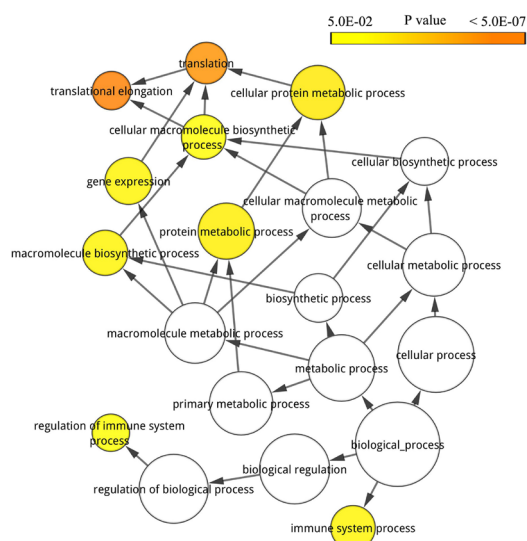 5.0E-02 P value < 5.0E-07
translation
translational elongation
cellular protein metabolic process
cellular macromolecule biosynthetic
process
cellular biosynthetic process
gene expression
cellular macromolecule metabolic
process
protein metabolic process
macromolecule biosynthetic process
cellular metabolic process
biosynthetic process
macromolecule metabolic process
cellular process
metabolic process
primary metabolic process
regulation of immune system
process
biological_process
biological regulation
regulation of biological process
immune system process